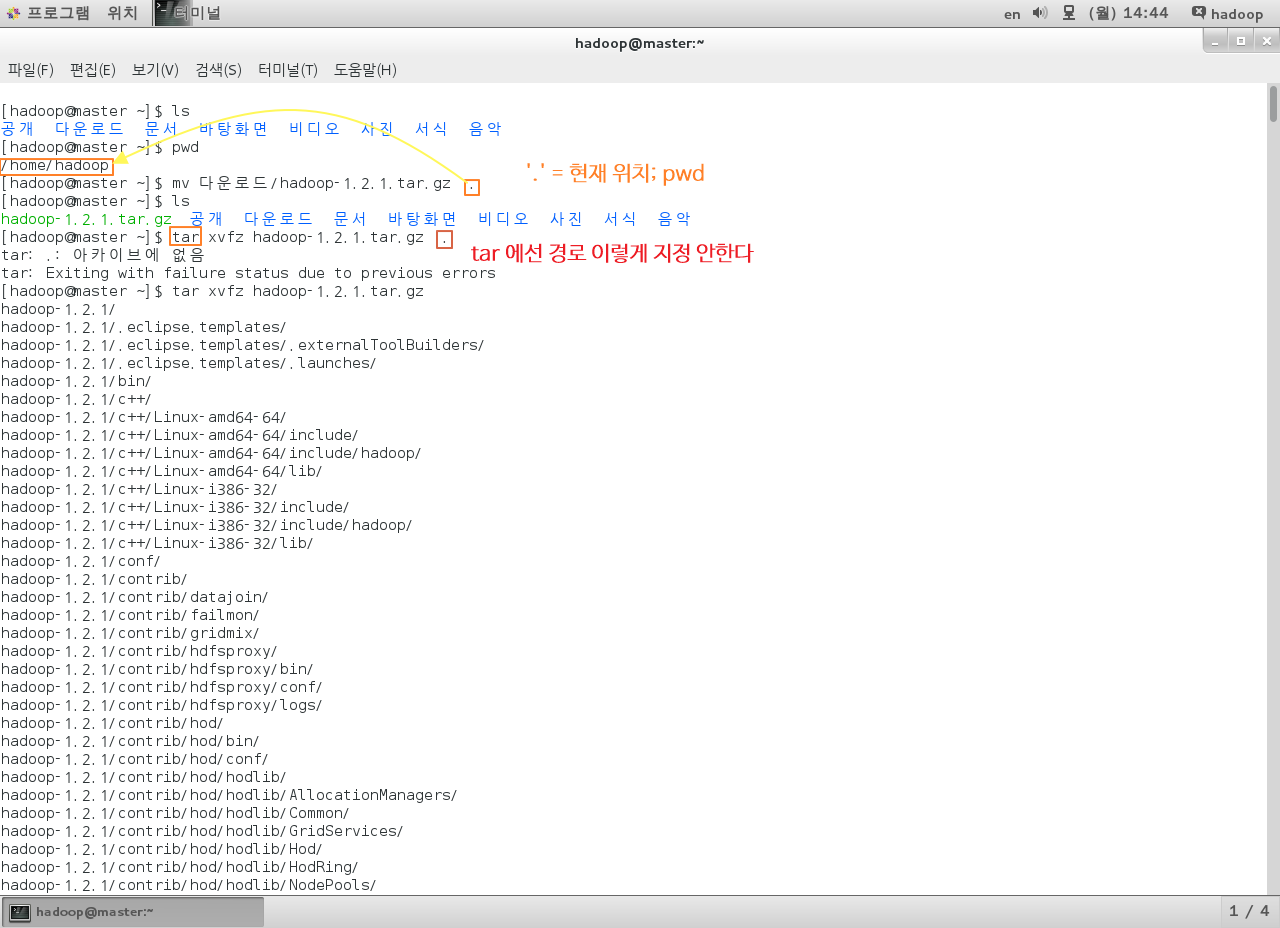 프로그램 위치 터미널 en (월) 14:44 hadoop
hadoop@master:~
파일(F) 편집(E) 보기(V) 검색(S) 터미널(T) 도움말(H)
[hadoop@master ~]$ ls
공개 다운로드 문서 바탕화면 비디오 사진 서식 음악
[hadoop@master ~]$ pwd
/home/hadoop
'.' = 현재 위치; pwd
[hadoop@master ~]$ mv 다운로드/hadoop-1.2.1.tar.gz .
[hadoop@master ~]$ ls
hadoop-1.2.1.tar.gz 공개 다운로드 문서 바탕화면 비디오 사진 서식 음악
[hadoop@master ~]$ tar xvfz hadoop-1.2.1.tar.gz .
tar 에선 경로 이렇게 지정 안한다
tar: .: 아카이브에 없음
tar: Exiting with failure status due to previous errors
[hadoop@master ~]$ tar xvfz hadoop-1.2.1.tar.gz
hadoop-1.2.1/
hadoop-1.2.1/.eclipse.templates/
hadoop-1.2.1/.eclipse.templates/.externalToolBuilders/
hadoop-1.2.1/.eclipse.templates/.launches/
hadoop-1.2.1/bin/
hadoop-1.2.1/c++/
hadoop-1.2.1/c++/Linux-amd64-64/
hadoop-1.2.1/c++/Linux-amd64-64/include/
hadoop-1.2.1/c++/Linux-amd64-64/include/hadoop/
hadoop-1.2.1/c++/Linux-amd64-64/lib/
hadoop-1.2.1/c++/Linux-i386-32/
hadoop-1.2.1/c++/Linux-i386-32/include/
hadoop-1.2.1/c++/Linux-i386-32/include/hadoop/
hadoop-1.2.1/c++/Linux-i386-32/lib/
hadoop-1.2.1/conf/
hadoop-1.2.1/contrib/
hadoop-1.2.1/contrib/datajoin/
hadoop-1.2.1/contrib/failmon/
hadoop-1.2.1/contrib/gridmix/
hadoop-1.2.1/contrib/hdfsproxy/
hadoop-1.2.1/contrib/hdfsproxy/bin/
hadoop-1.2.1/contrib/hdfsproxy/conf/
hadoop-1.2.1/contrib/hdfsproxy/logs/
hadoop-1.2.1/contrib/hod/
hadoop-1.2.1/contrib/hod/bin/
hadoop-1.2.1/contrib/hod/conf/
hadoop-1.2.1/contrib/hod/hodlib/
hadoop-1.2.1/contrib/hod/hodlib/AllocationManagers/
hadoop-1.2.1/contrib/hod/hodlib/Common/
hadoop-1.2.1/contrib/hod/hodlib/GridServices/
hadoop-1.2.1/contrib/hod/hodlib/Hod/
hadoop-1.2.1/contrib/hod/hodlib/HodRing/
hadoop-1.2.1/contrib/hod/hodlib/NodePools/
hadoop@master:~ 1 / 4